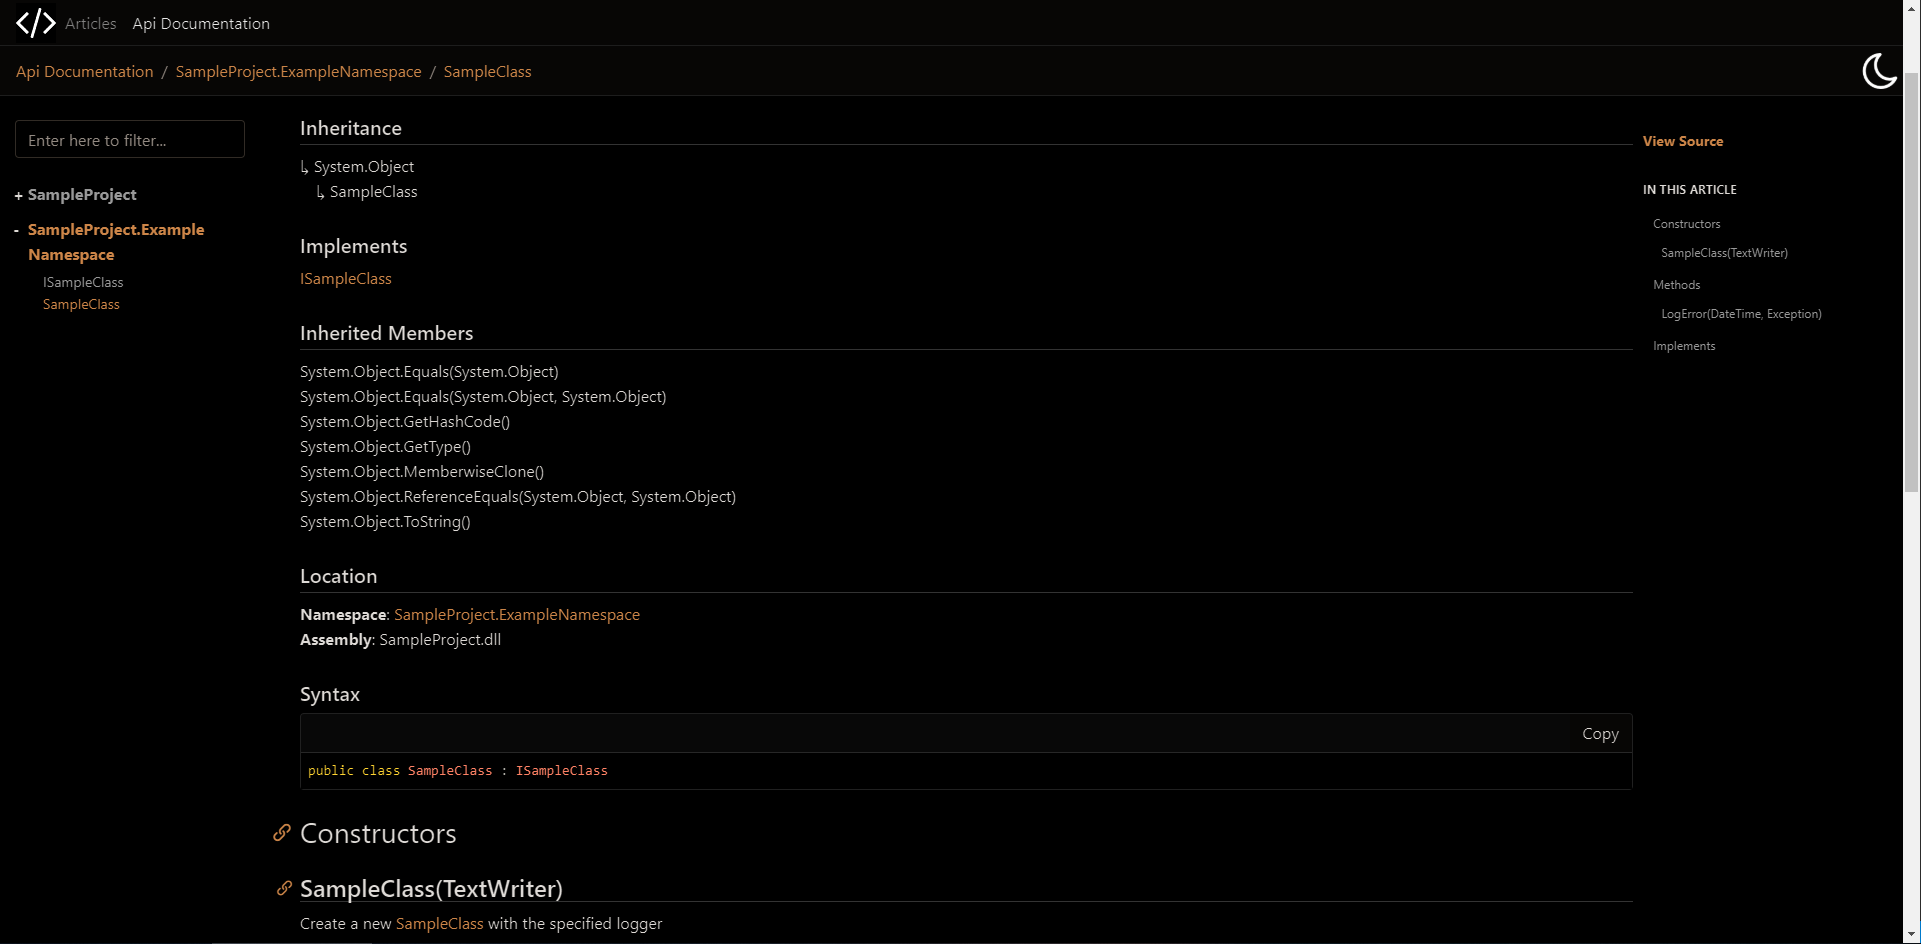 </> Articles Api Documentation
Api Documentation / SampleProject.ExampleNamespace / SampleClass
Enter here to filter...
+ SampleProject
- SampleProject.Example
Namespace
ISampleClass
SampleClass
Inheritance
↳ System.Object
↳ SampleClass
Implements
ISampleClass
Inherited Members
System.Object.Equals(System.Object)
System.Object.Equals(System.Object, System.Object)
System.Object.GetHashCode()
System.Object.GetType()
System.Object.MemberwiseClone()
System.Object.ReferenceEquals(System.Object, System.Object)
System.Object.ToString()
Location
Namespace: SampleProject.ExampleNamespace
Assembly: SampleProject.dll
Syntax
Copy
public class SampleClass : ISampleClass
Constructors
SampleClass(TextWriter)
Create a new SampleClass with the specified logger
View Source
IN THIS ARTICLE
Constructors
SampleClass(TextWriter)
Methods
LogError(DateTime, Exception)
Implements